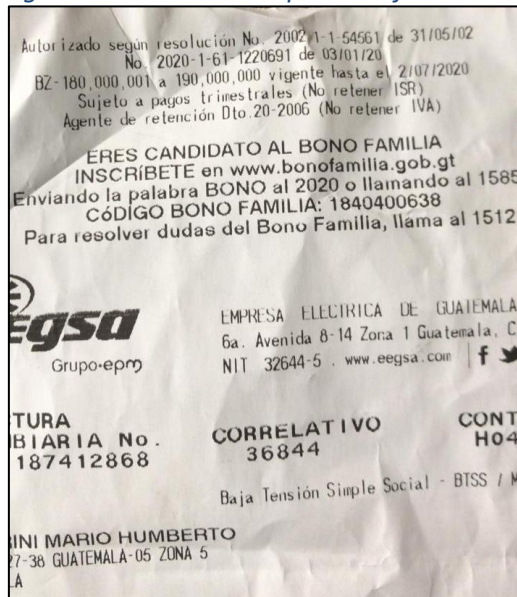 Autorizado según resolución No. 2002-1-1-54561 de 31/05/02
No. 2020-1-61-1220691 de 03/01/20
BZ-180,000,001 a 190,000,000 vigente hasta el 2/07/2020
Sujeto a pagos trimestrales (No retener ISR)
Agente de retención Dto.20-2006 (No retener IVA)
ERES CANDIDATO AL BONO FAMILIA
INSCRÍBETE en www.bonofamilia.gob.gt
Enviando la palabra BONO al 2020 o llamando al 1585
CóDIGO BONO FAMILIA: 1840400638
Para resolver dudas del Bono Familia, llama al 1512
eegsa
Grupo·epm
EMPRESA ELECTRICA DE GUATEMALA
6a. Avenida 8-14 Zona 1 Guatemala, C
NIT 32644-5 . www.eegsa.com
TURA
BIARIA No.
187412868
CORRELATIVO
36844
CONT
H04
Baja Tensión Simple Social - BTSS / M
INI MARIO HUMBERTO
27-38 GUATEMALA-05 ZONA 5
LA